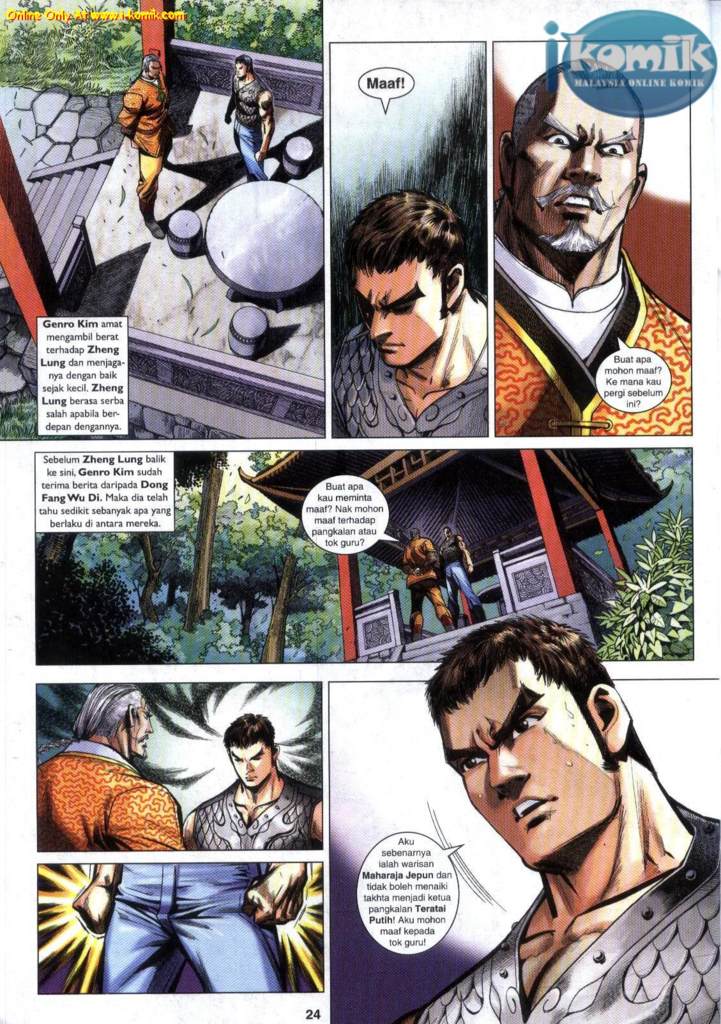 Online Only At www.i-komik.com
ikomik
MALAYSIA ONLINE KOMIK
Genro Kim amat
mengambil berat
terhadap Zheng
Lung dan menjaga-
nya dengan baik
sejak kecil. Zheng
Lung berasa serba
salah apabila ber-
depan dengannya.
Maaf!
Buat apa
mohon maaf?
Ke mana kau
pergi sebelum
ini?
Sebelum Zheng Lung balik
ke sini, Genro Kim sudah
terima berita daripada Dong
Fang Wu Di. Maka dia telah
tahu sedikit sebanyak apa yang
berlaku di antara mereka.
Buat apa
kau meminta
maaf? Nak mohon
maaf terhadap
pangkalan atau
tok guru?
Aku
sebenarnya
ialah warisan
Maharaja Jepun dan
tidak boleh menaiki
takhta menjadi ketua
pangkalan Teratai
Putih! Aku mohon
maaf kepada
tok guru!
24